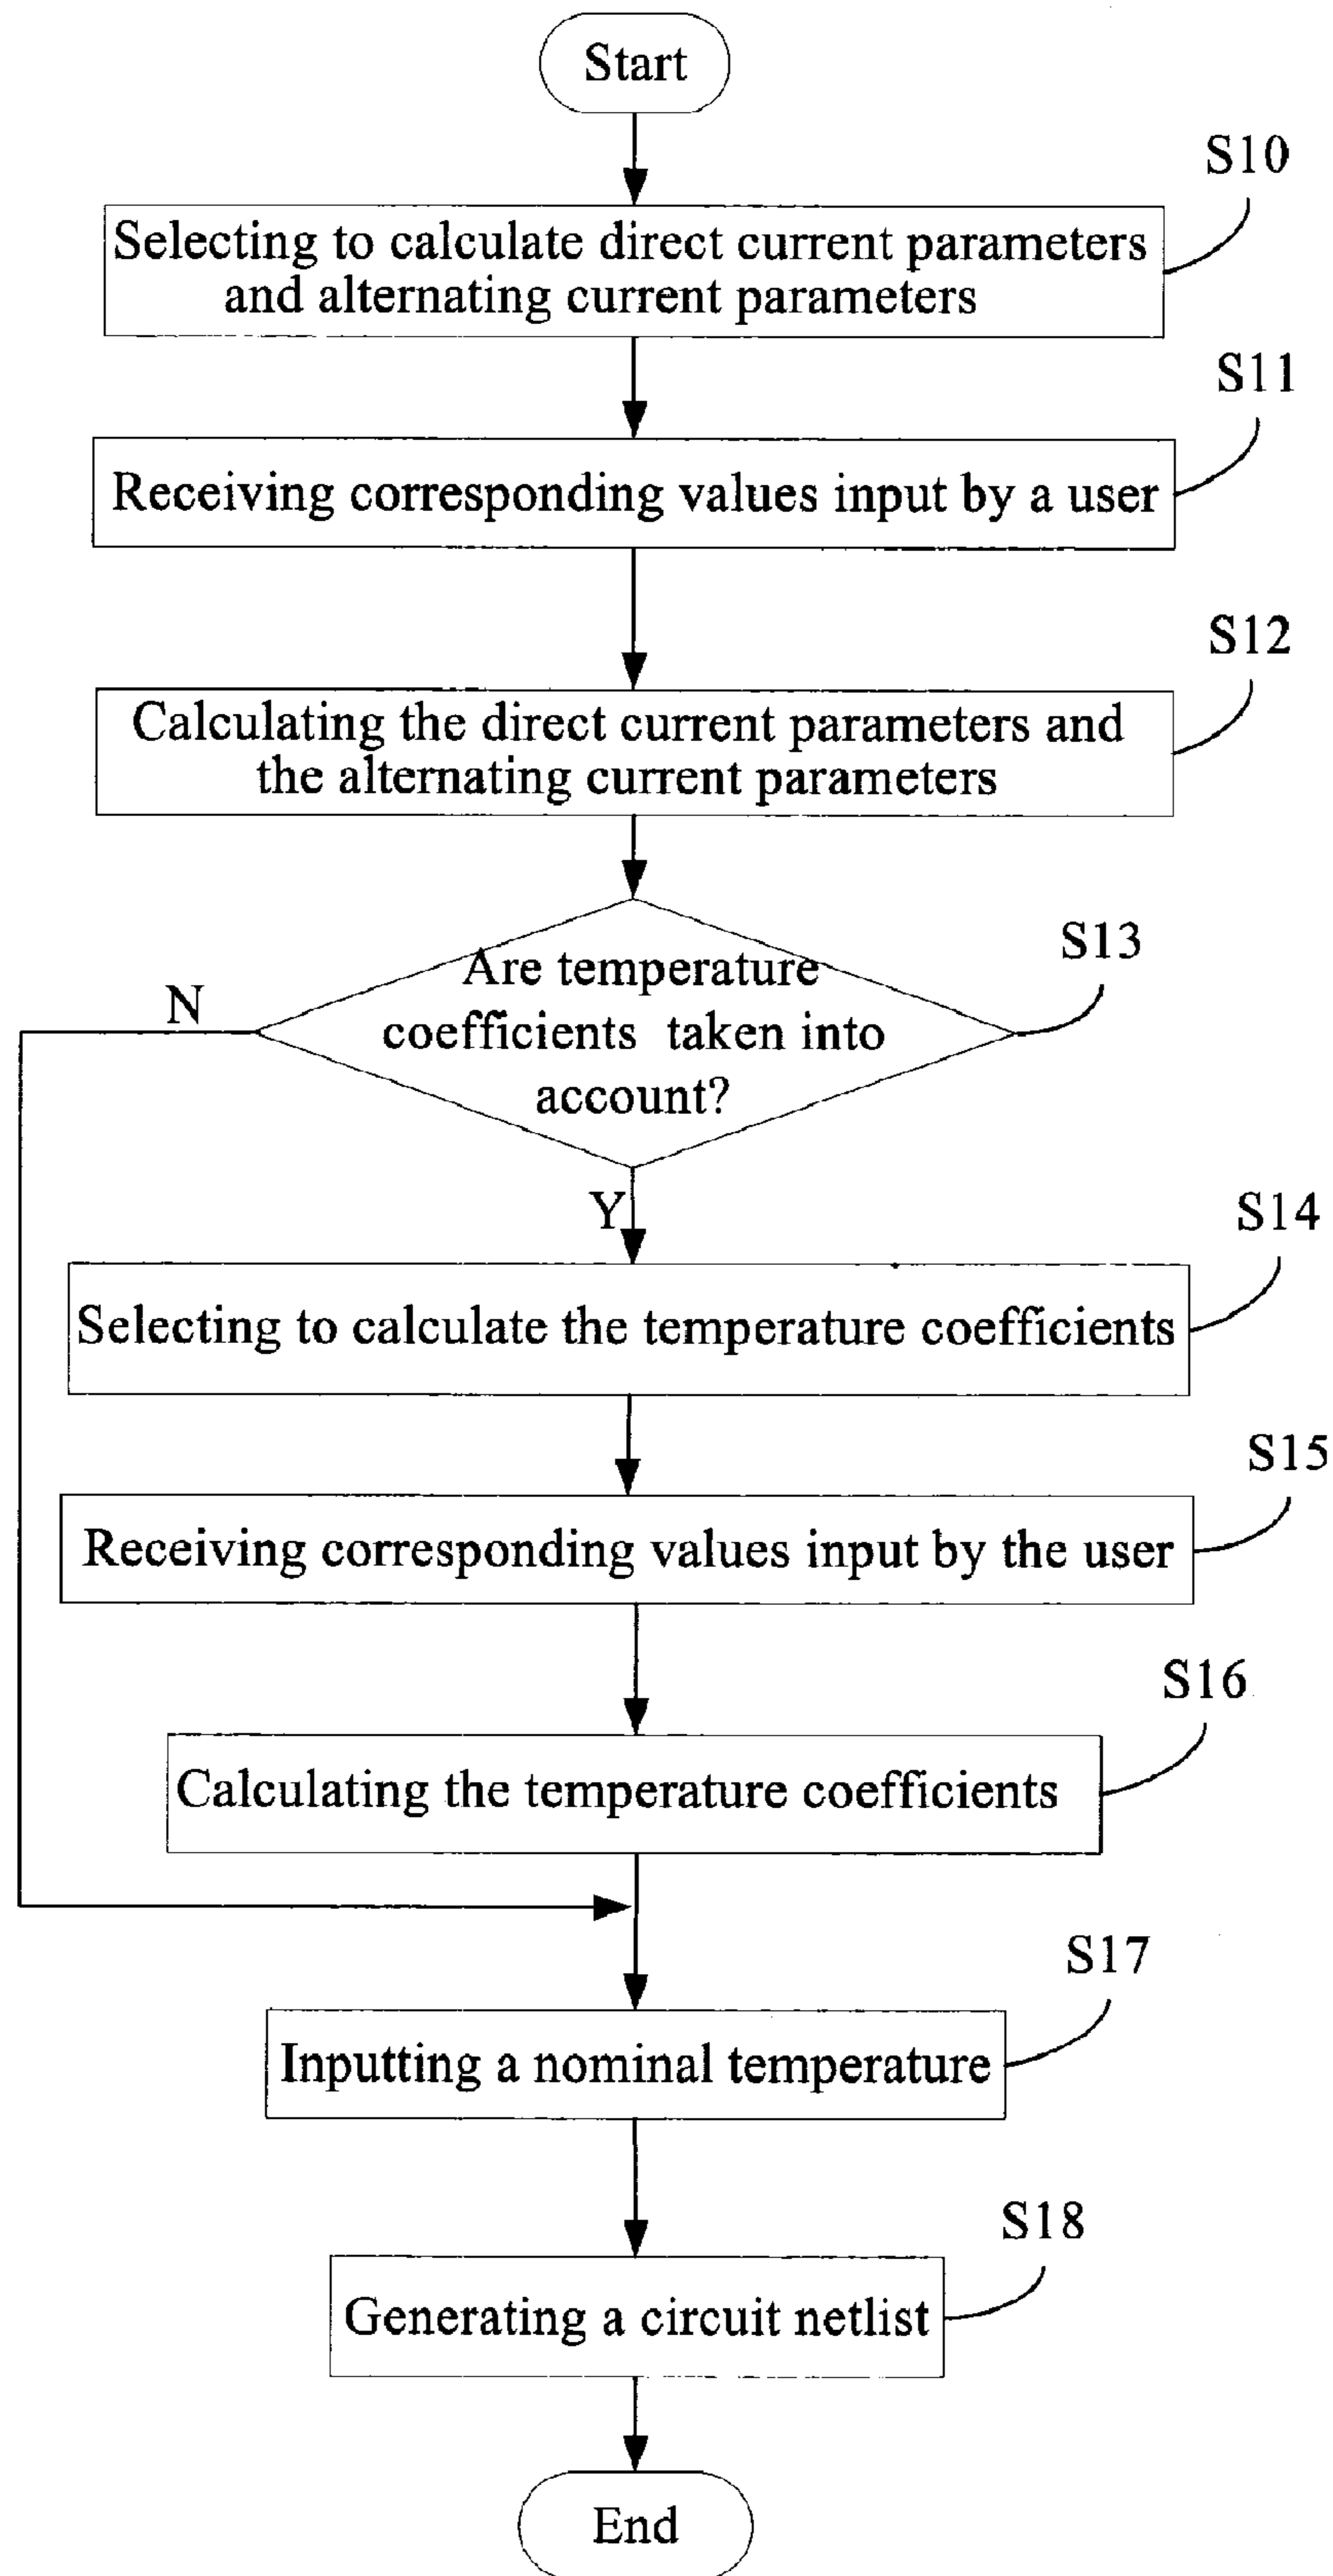 Start
S10
Selecting to calculate direct current parameters
and alternating current parameters
S11
Receiving corresponding values input by a user
S12
Calculating the direct current parameters and
the alternating current parameters
S13
N
Are temperature
coefficients taken into
account?
Y
S14
Selecting to calculate the temperature coefficients
S15
Receiving corresponding values input by the user
S16
Calculating the temperature coefficients
S17
Inputting a nominal temperature
S18
Generating a circuit netlist
End